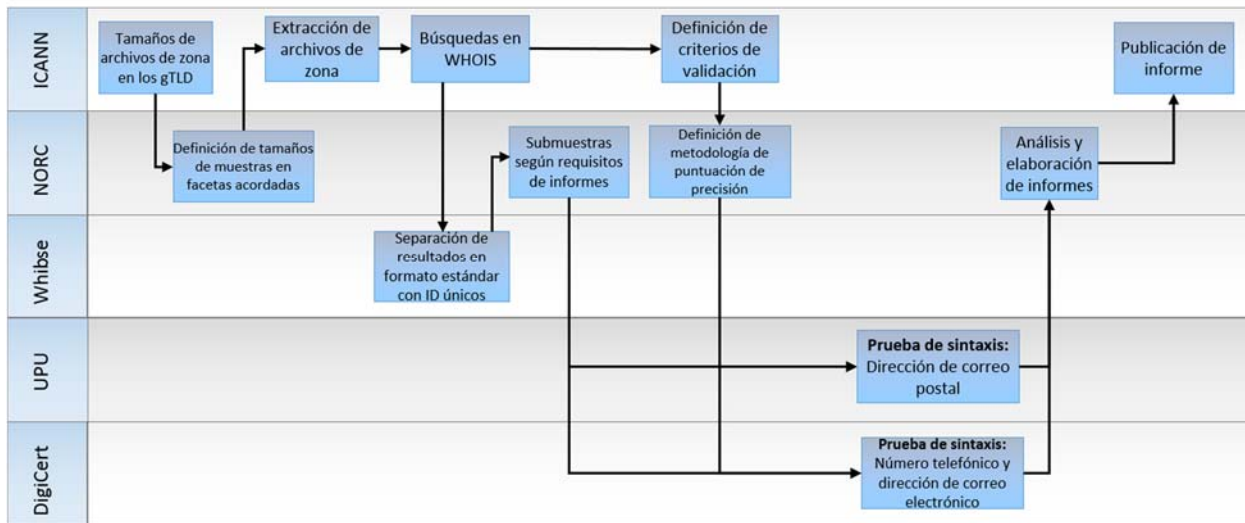 ICANN
Tamaños de
archivos de zona
en los gTLD
Extracción de
archivos de
zona
Búsquedas en
WHOIS
Definición de
criterios de
validación
Publicación de
informe
NORC
Definición de tamaños
de muestras en
facetas acordadas
Submuestras
según requisitos
de informes
Definición de
metodología de
puntuación de
precisión
Análisis y
elaboración
de informes
Whibse
Separación de
resultados en
formato estándar
con ID únicos
UPU
Prueba de sintaxis:
Dirección de correo
postal
DigiCert
Prueba de sintaxis:
Número telefónico y
dirección de correo
electrónico